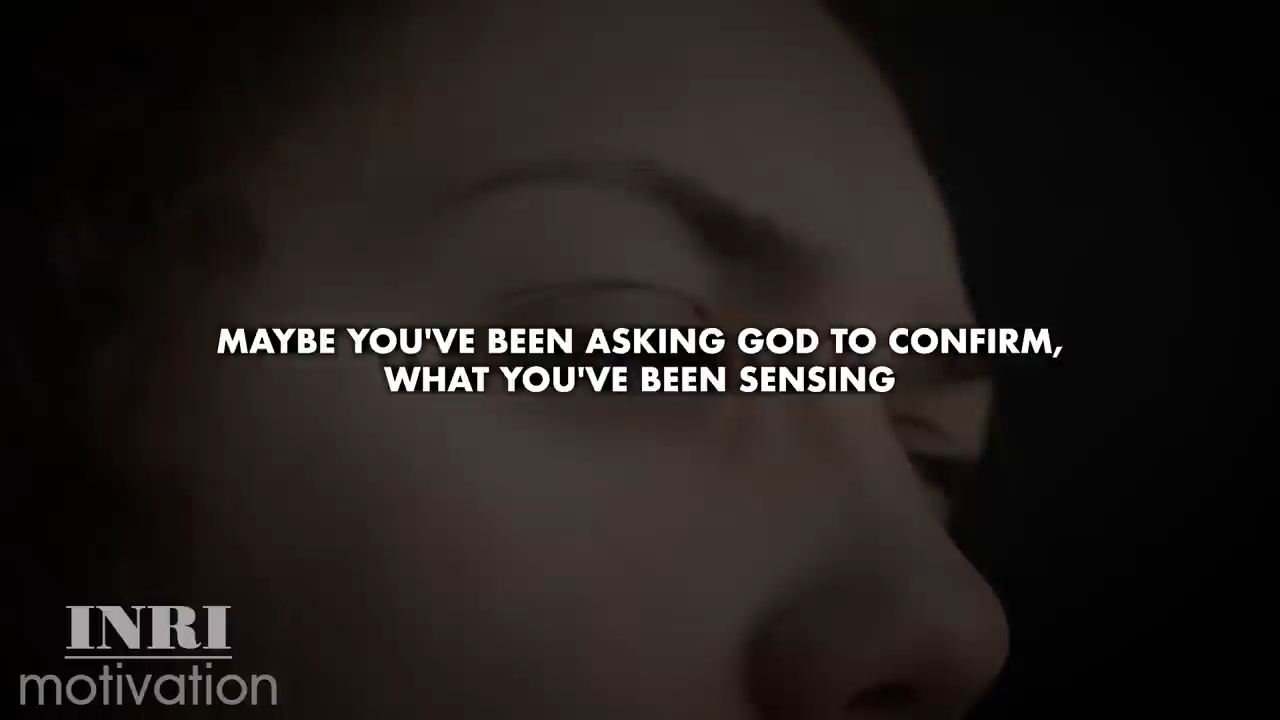 MAYBE YOU'VE BEEN ASKING GOD TO CONFIRM,
WHAT YOU'VE BEEN SENSING
INRI
motivation